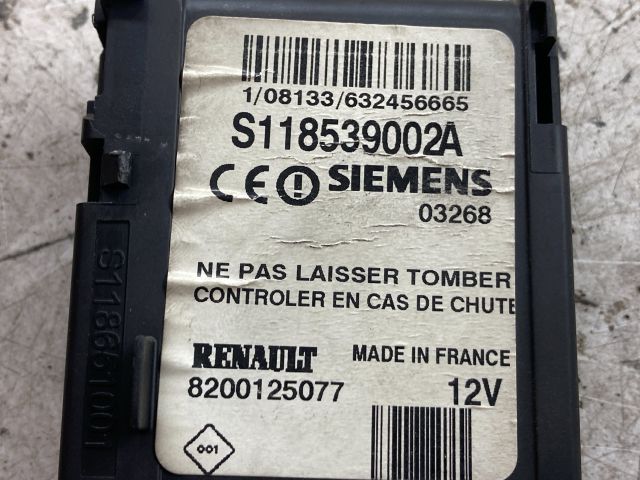 1/08133/632456665
S118539002A
CE SIEMENS
03268
NE PAS LAISSER TOMBER
CONTROLER EN CAS DE CHUTE
RENAULT MADE IN FRANCE
8200125077 12V
001
S118661001